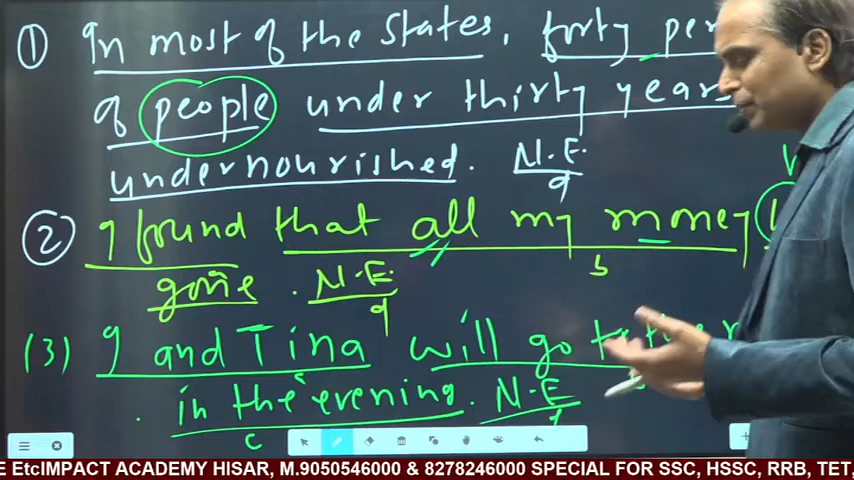 ① In most of the States, forty per
of people under thirty years
undernourished. N.E.
② I found that all my money
gone. N.E.
b
(3) I and Tina will go to the
in the evening. N.E
c
E EtcIMPACT ACADEMY HISAR, M.9050546000 & 8278246000 SPECIAL FOR SSC, HSSC, RRB, TET,